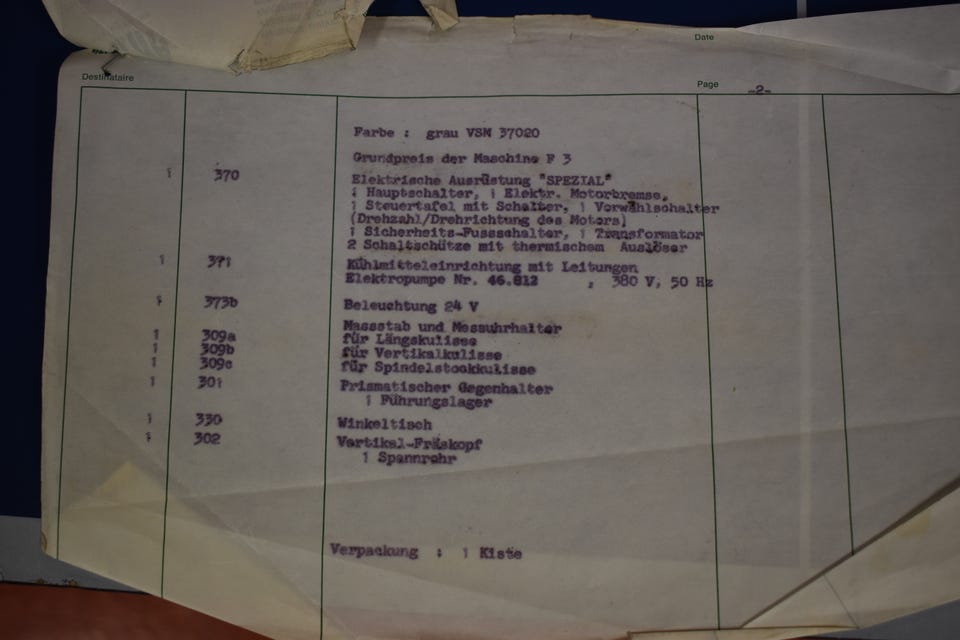 Date
Destinataire
Page -2-
Farbe : grau VSM 37020
Grundpreis der Maschine F 3
1 370 Elektrische Ausrüstung "SPEZIAL"
1 Hauptschalter, 1 Elektr. Motorbremse,
1 Steuertafel mit Schalter, 1 Vorwählschalter
(Drehzahl/Drehrichtung des Motors)
1 Sicherheits-Fussschalter, 1 Transformator
2 Schaltschütze mit thermischem Auslöser
1 371 Kühlmitteleinrichtung mit Leitungen
Elektropumpe Nr. 46.812 , 380 V, 50 Hz
1 373b Beleuchtung 24 V
Massstab und Messuhrhalter
1 309a für Längskulisse
1 309b für Vertikalkulisse
1 309c für Spindelstockkulisse
1 301 Prismatischer Gegenhalter
1 Führungslager
1 330 Winkeltisch
1 302 Vertikal-Fräskopf
1 Spannrohr
Verpackung : 1 Kiste